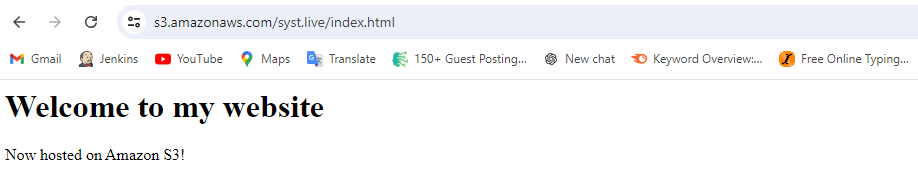 s3.amazonaws.com/syst.live/index.html
Gmail Jenkins YouTube Maps Translate 150+ Guest Posting... New chat Keyword Overview:... Free Online Typing...
Welcome to my website
Now hosted on Amazon S3!